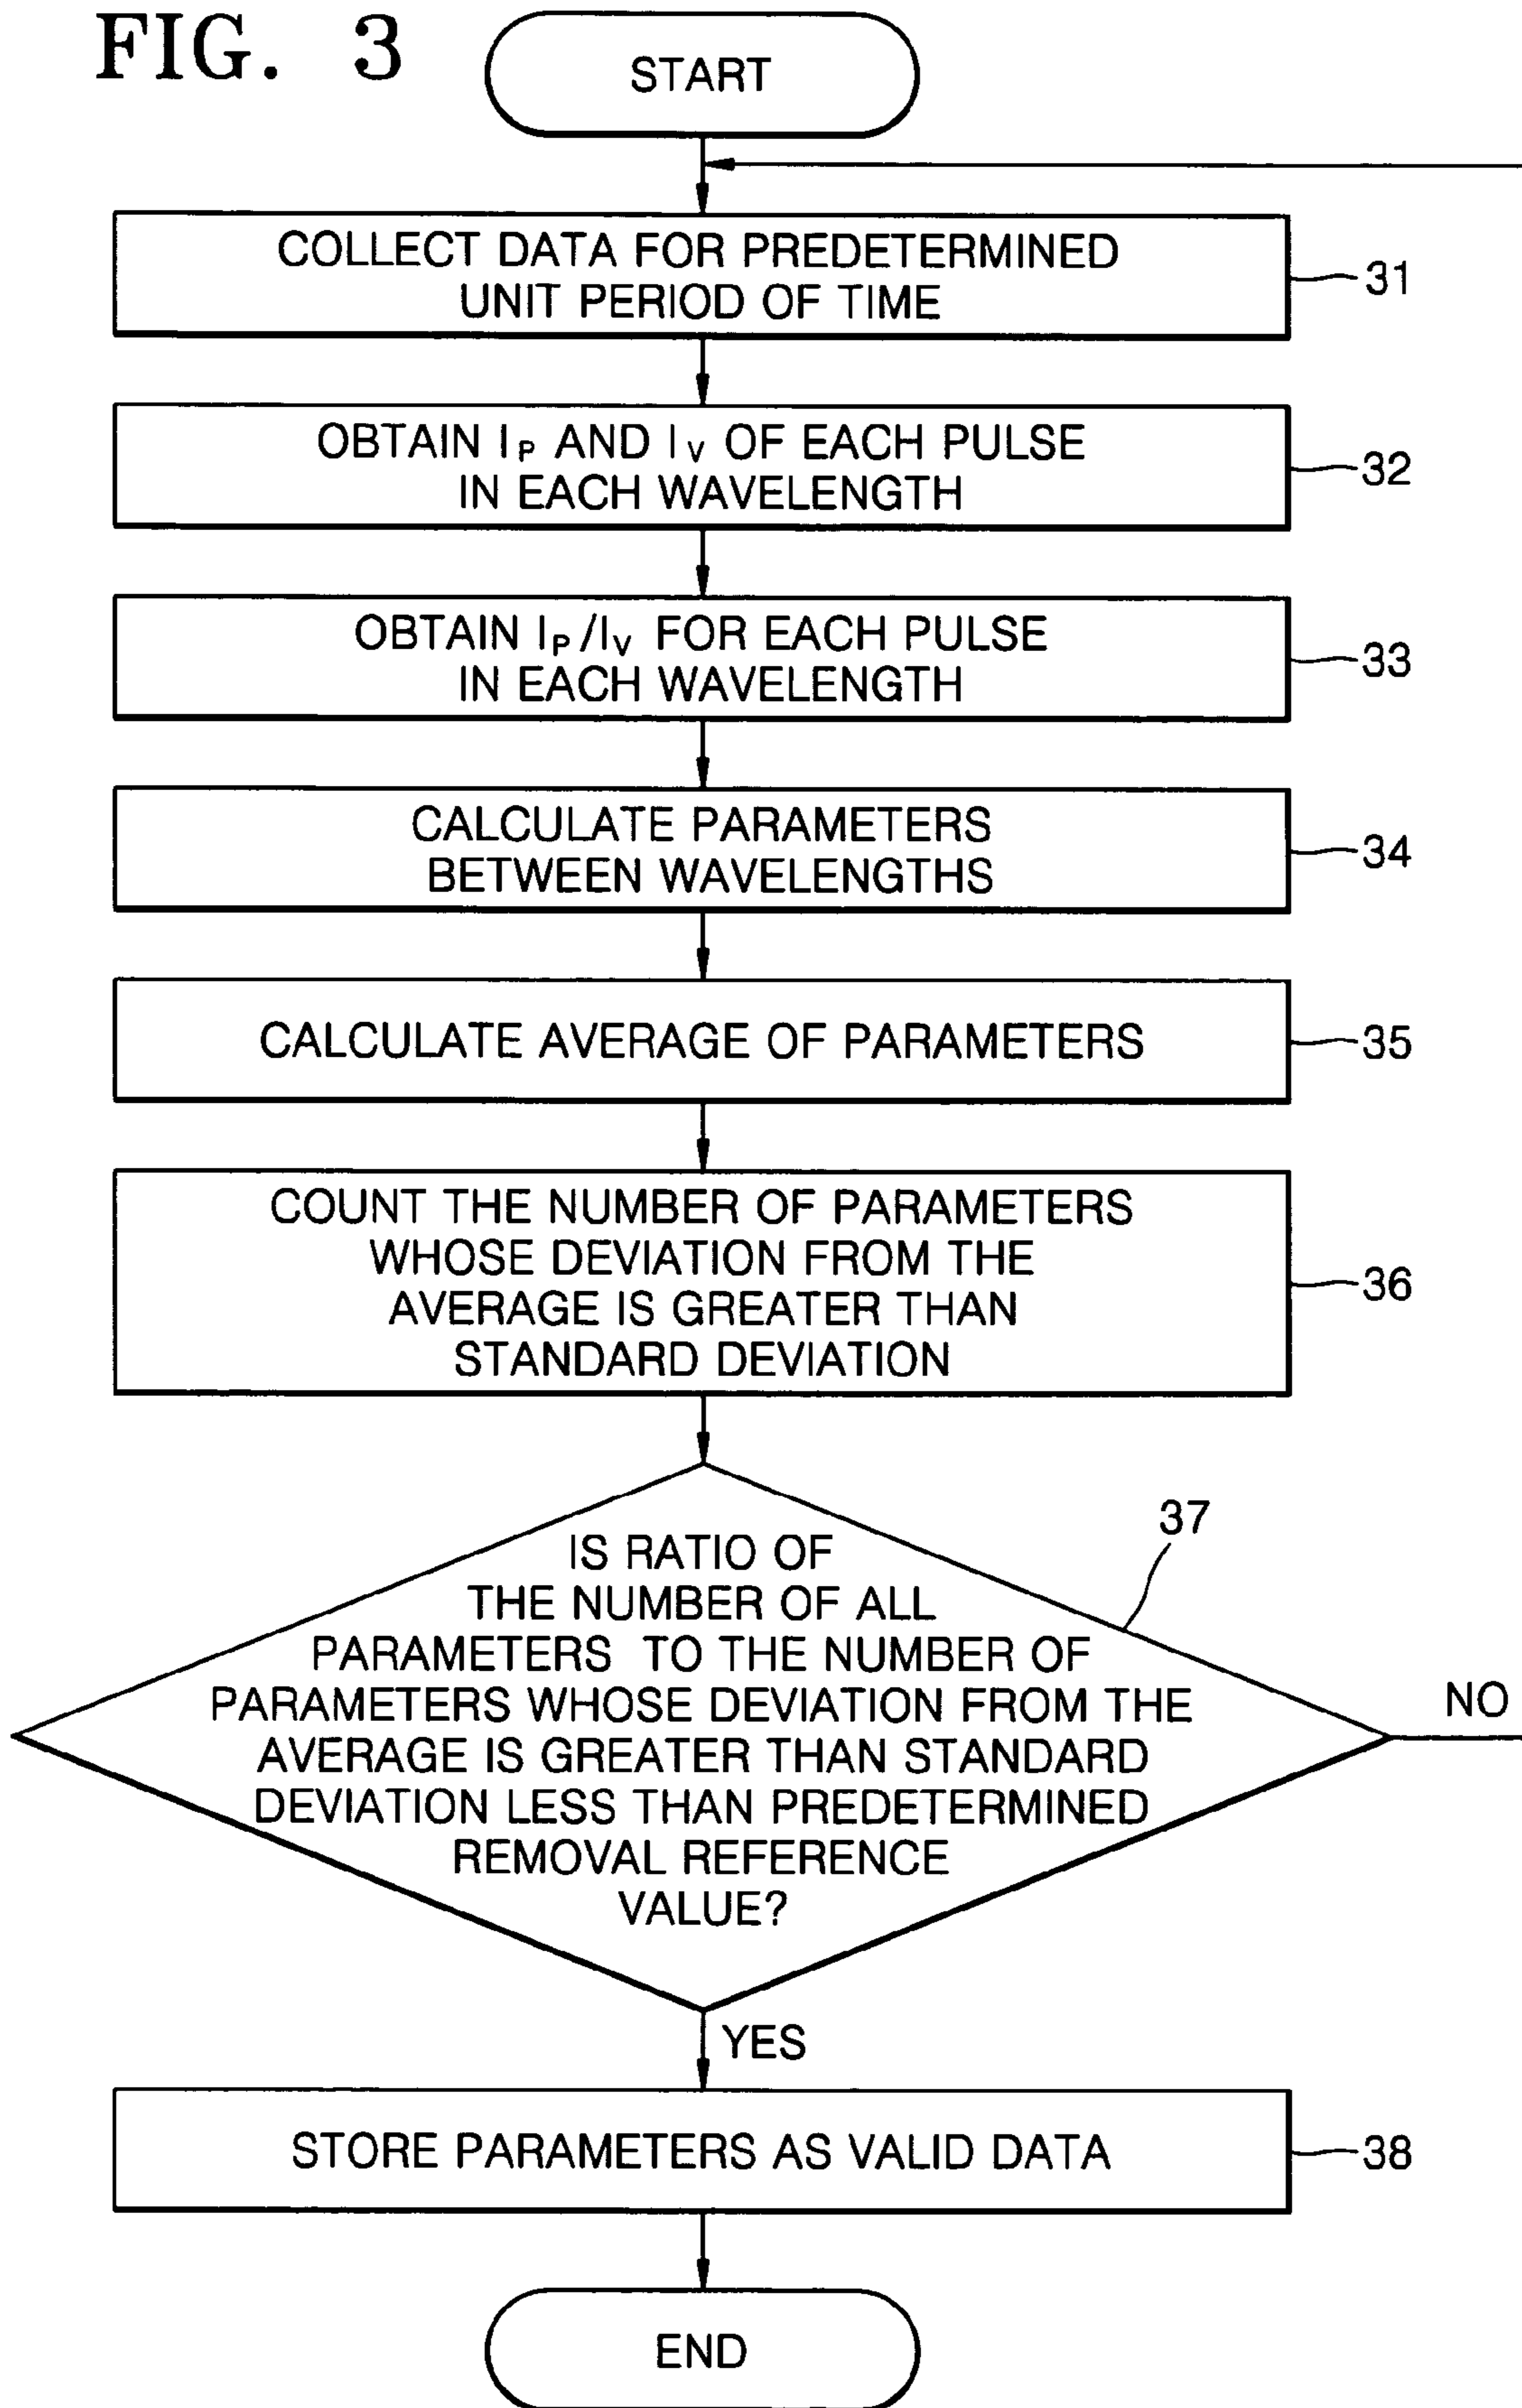 FIG. 3
START
COLLECT DATA FOR PREDETERMINED
UNIT PERIOD OF TIME
31
OBTAIN IP AND IV OF EACH PULSE
IN EACH WAVELENGTH
32
OBTAIN IP/IV FOR EACH PULSE
IN EACH WAVELENGTH
33
CALCULATE PARAMETERS
BETWEEN WAVELENGTHS
34
CALCULATE AVERAGE OF PARAMETERS
35
COUNT THE NUMBER OF PARAMETERS
WHOSE DEVIATION FROM THE
AVERAGE IS GREATER THAN
STANDARD DEVIATION
36
37
IS RATIO OF
THE NUMBER OF ALL
PARAMETERS TO THE NUMBER OF
PARAMETERS WHOSE DEVIATION FROM THE
AVERAGE IS GREATER THAN STANDARD
DEVIATION LESS THAN PREDETERMINED
REMOVAL REFERENCE
VALUE?
NO
YES
STORE PARAMETERS AS VALID DATA
38
END